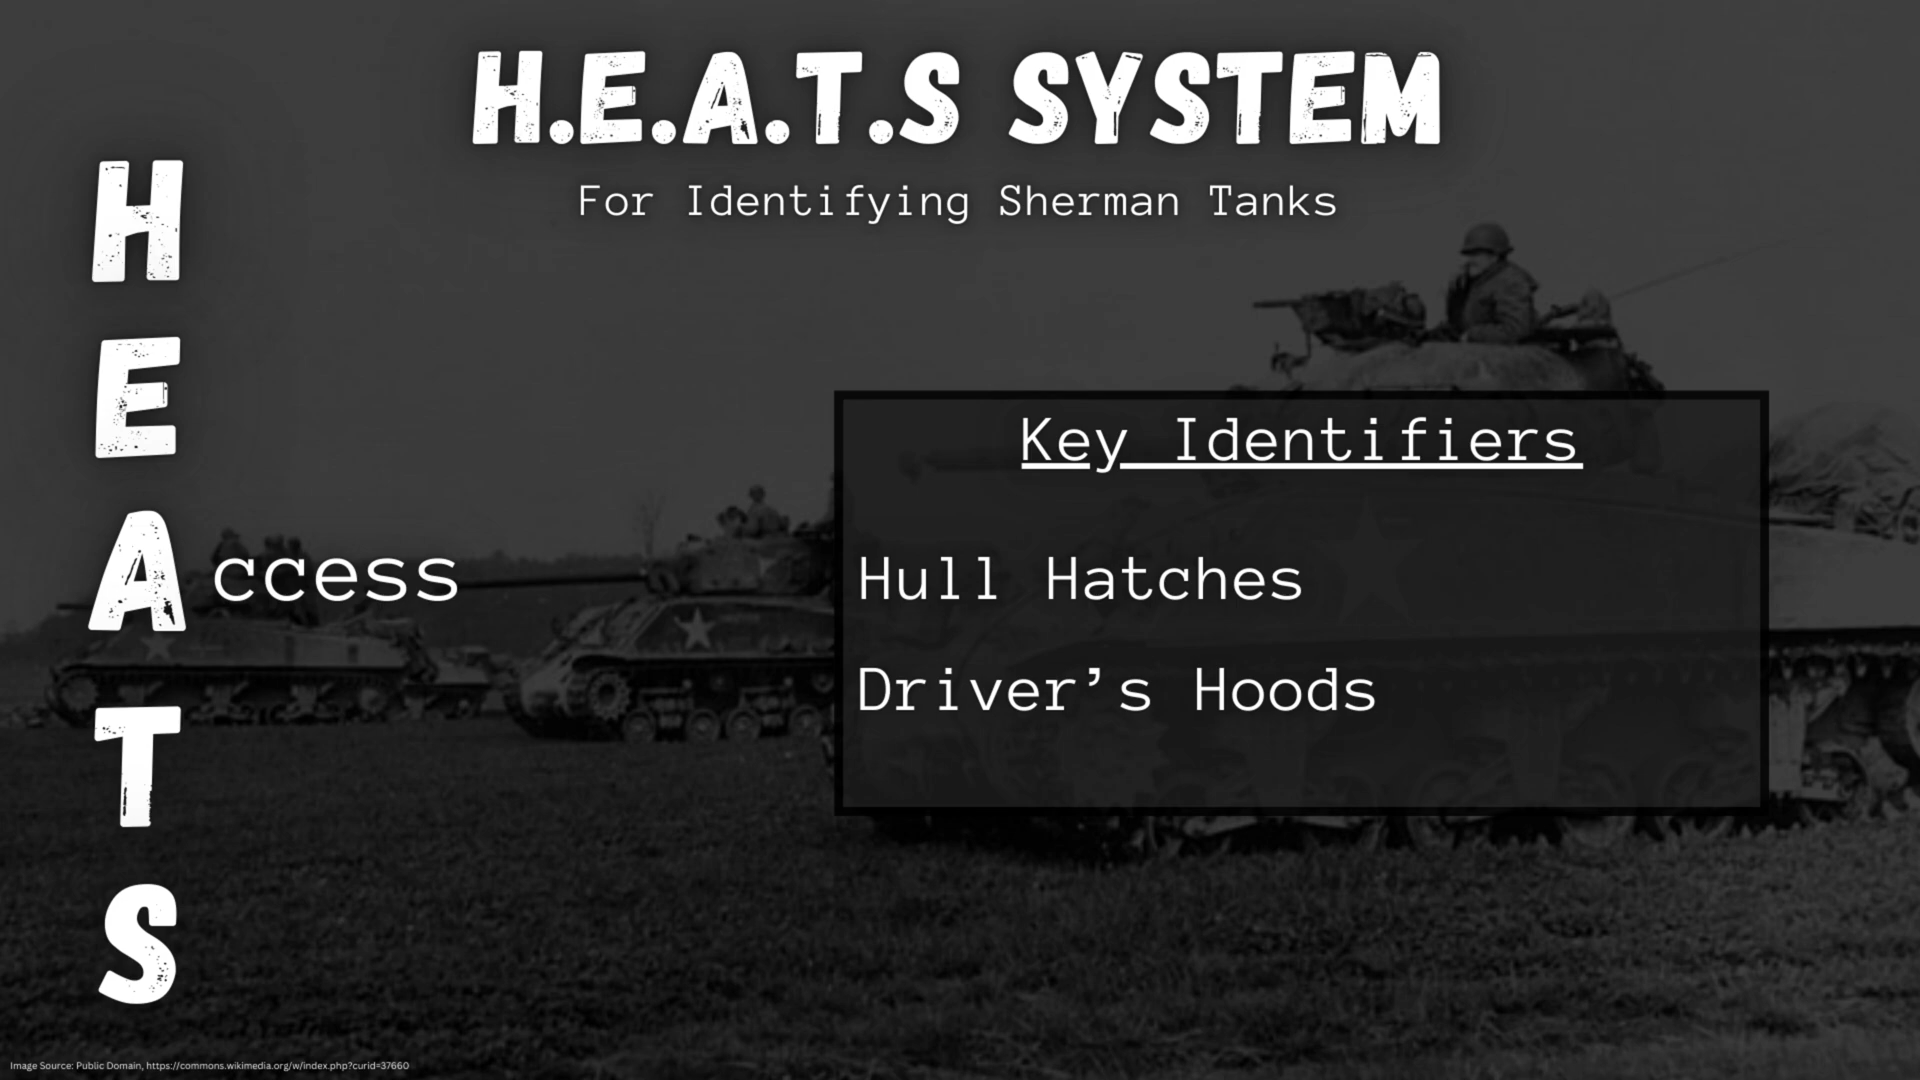 H.E.A.T.S SYSTEM
For Identifying Sherman Tanks
H
E
Access
T
S
Key Identifiers
Hull Hatches
Driver’s Hoods
Image Source: Public Domain, https://commons.wikimedia.org/w/index.php?curid=37660